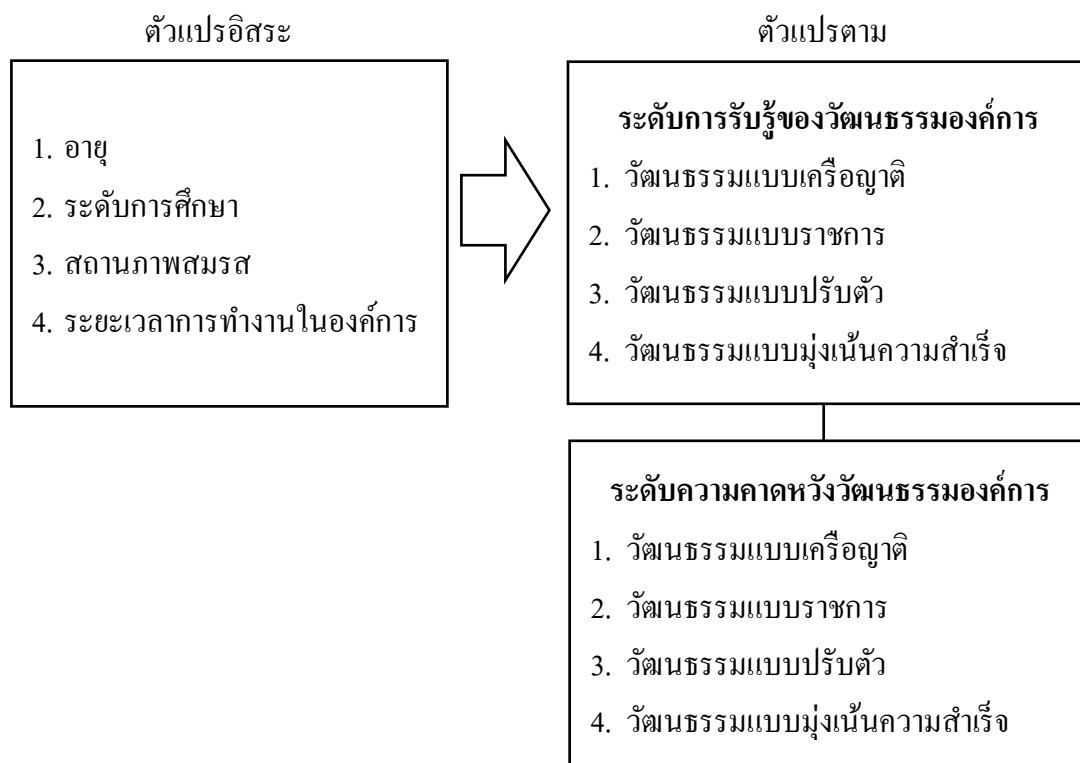 ตัวแปรอิสระ
1. อายุ
2. ระดับการศึกษา
3. สถานภาพสมรส
4. ระยะเวลาการทำงานในองค์การ
ตัวแปรตาม
ระดับการรับรู้ของวัฒนธรรมองค์การ
1. วัฒนธรรมแบบเครือญาติ
2. วัฒนธรรมแบบราชการ
3. วัฒนธรรมแบบปรับตัว
4. วัฒนธรรมแบบมุ่งเน้นความสำเร็จ
ระดับความคาดหวังวัฒนธรรมองค์การ
1. วัฒนธรรมแบบเครือญาติ
2. วัฒนธรรมแบบราชการ
3. วัฒนธรรมแบบปรับตัว
4. วัฒนธรรมแบบมุ่งเน้นความสำเร็จ